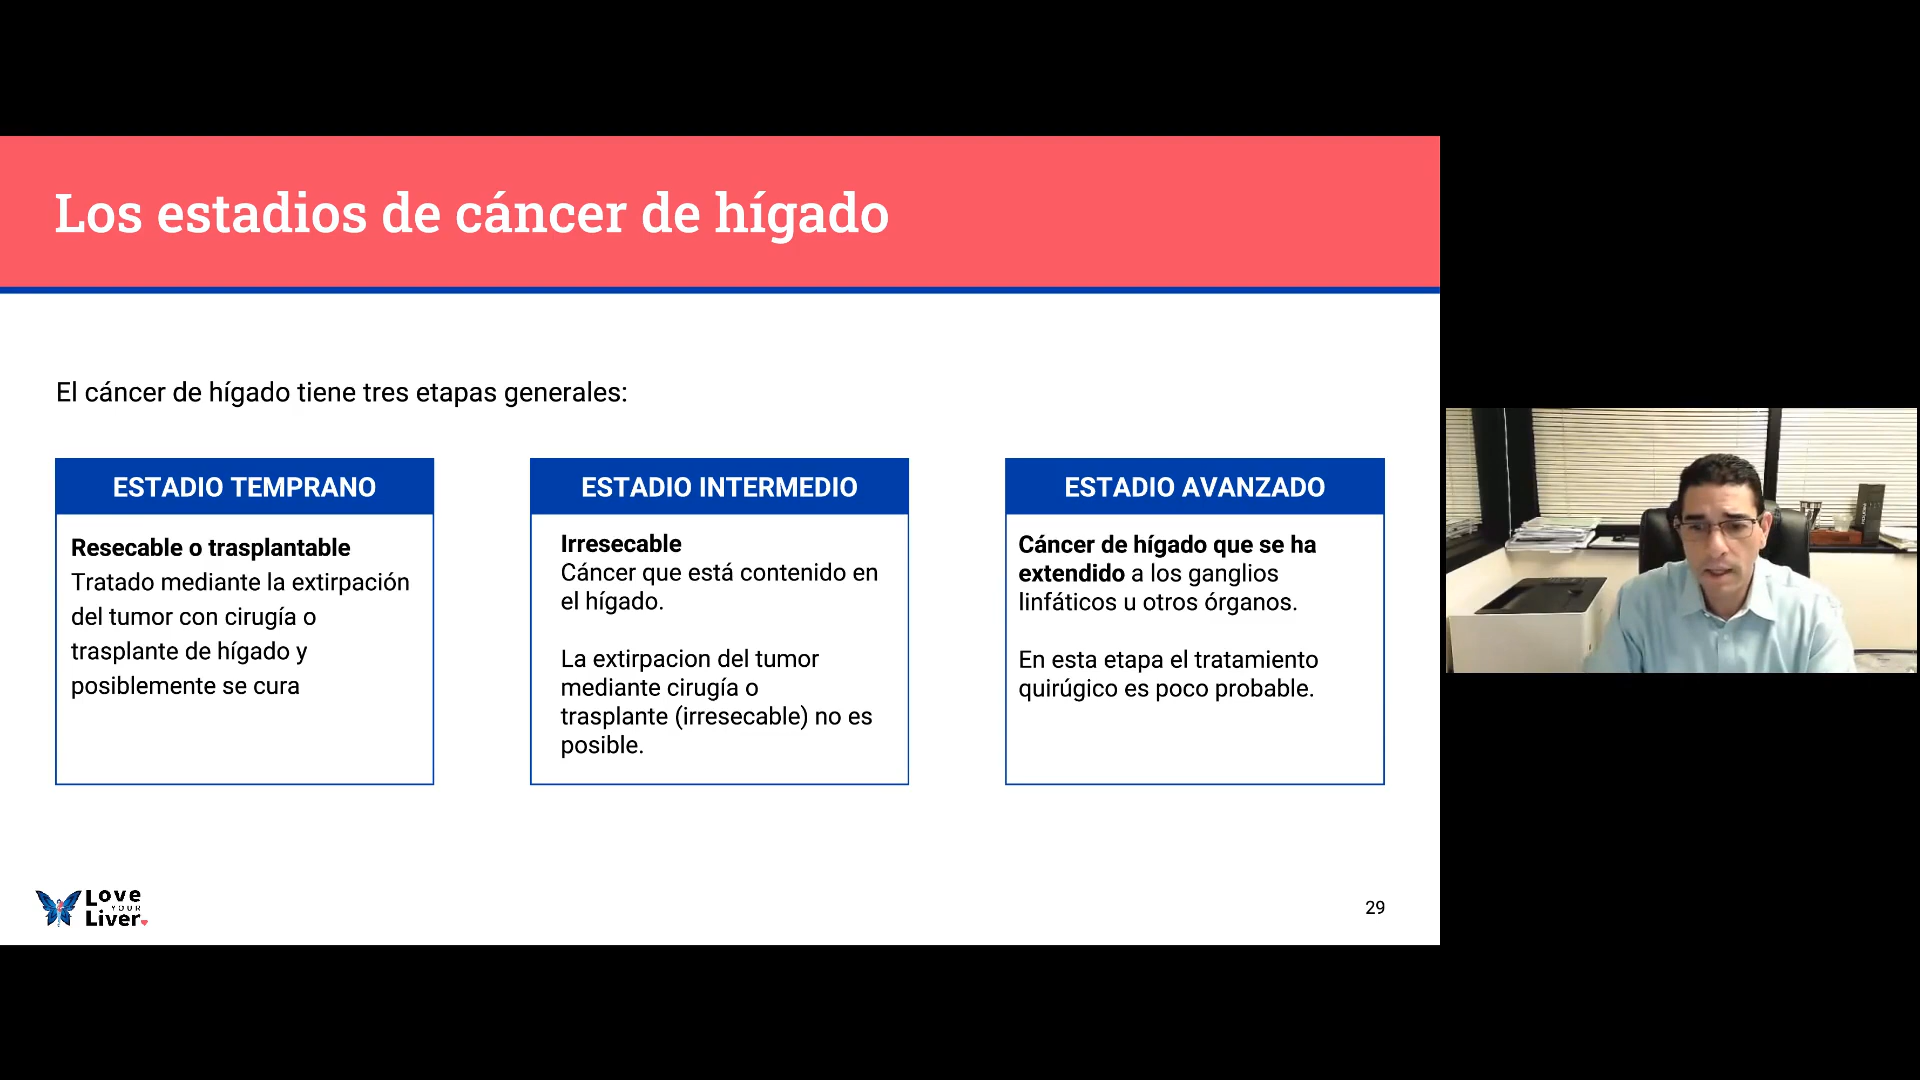 Los estadios de cáncer de hígado
El cáncer de hígado tiene tres etapas generales:
ESTADIO TEMPRANO
Resecable o trasplantable
Tratado mediante la extirpación
del tumor con cirugía o
trasplante de hígado y
posiblemente se cura
ESTADIO INTERMEDIO
Irresecable
Cáncer que está contenido en
el hígado.
La extirpacion del tumor
mediante cirugía o
trasplante (irresecable) no es
posible.
ESTADIO AVANZADO
Cáncer de hígado que se ha
extendido a los ganglios
linfáticos u otros órganos.
En esta etapa el tratamiento
quirúgico es poco probable.
Love
YOUR
Liver
29